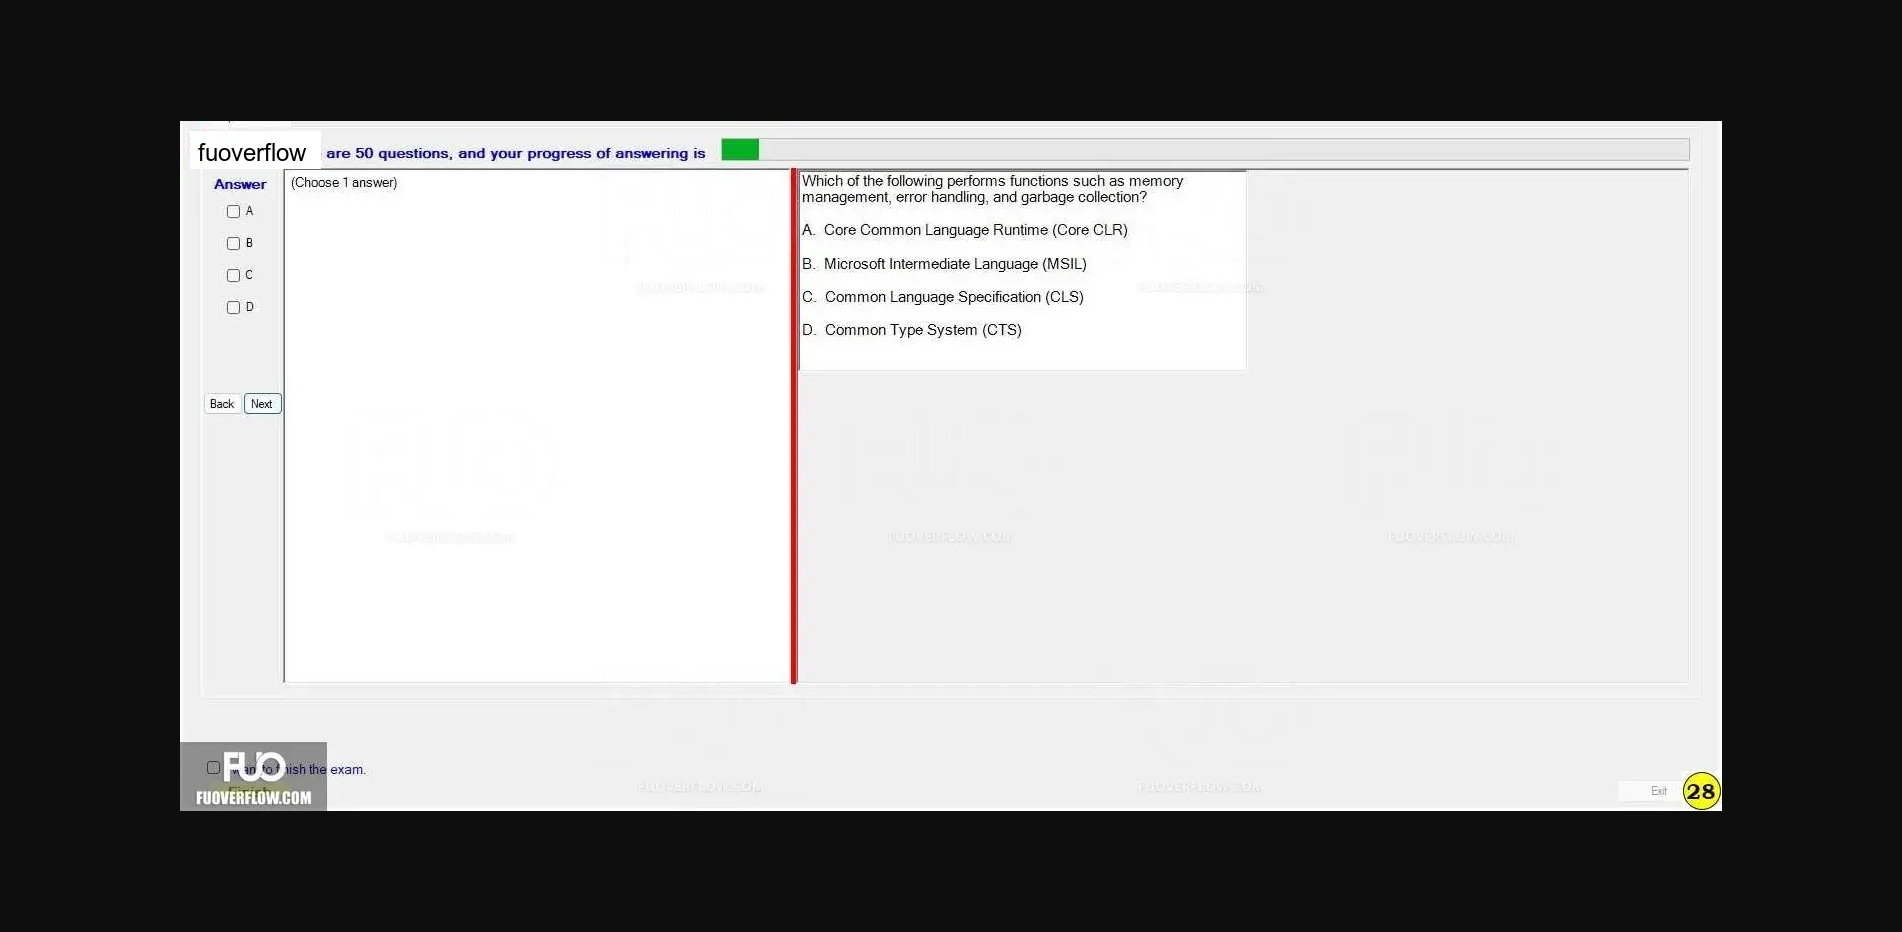 fuoverflow are 50 questions, and your progress of answering is
Answer
(Choose 1 answer)
A
B
C
D
Back Next
Which of the following performs functions such as memory
management, error handling, and garbage collection?
A. Core Common Language Runtime (Core CLR)
B. Microsoft Intermediate Language (MSIL)
C. Common Language Specification (CLS)
D. Common Type System (CTS)
FUOVERFLOW.COM
FUOVERFLOW.COM
FUOVERFLOW.COM
FUOVERFLOW.COM
FUOVERFLOW.COM
FUO
want to finish the exam.
Finish
FUOVERFLOW.COM
FUOVERFLOW.COM
FUOVERFLOW.COM
Exit
28